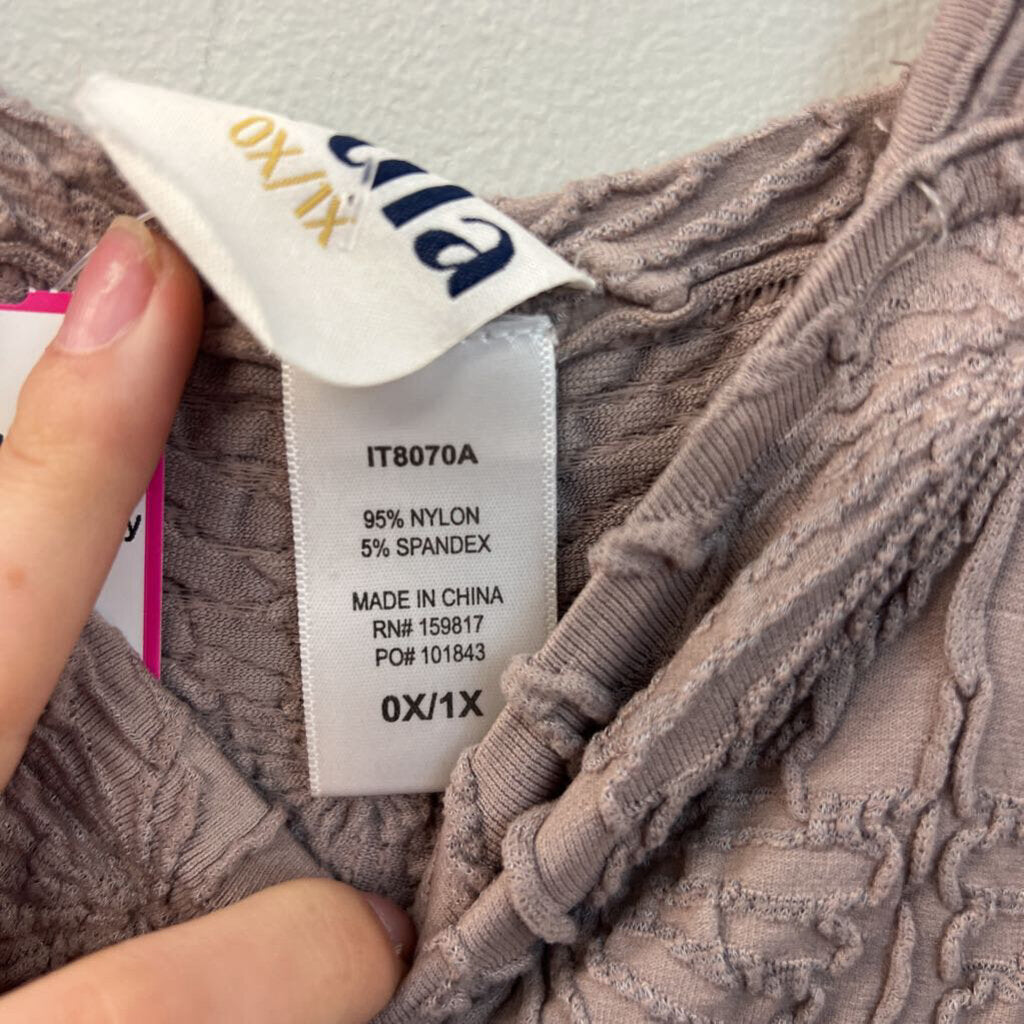 0X/1X
IT8070A
95% NYLON
5% SPANDEX
MADE IN CHINA
RN# 159817
PO# 101843
0X/1X